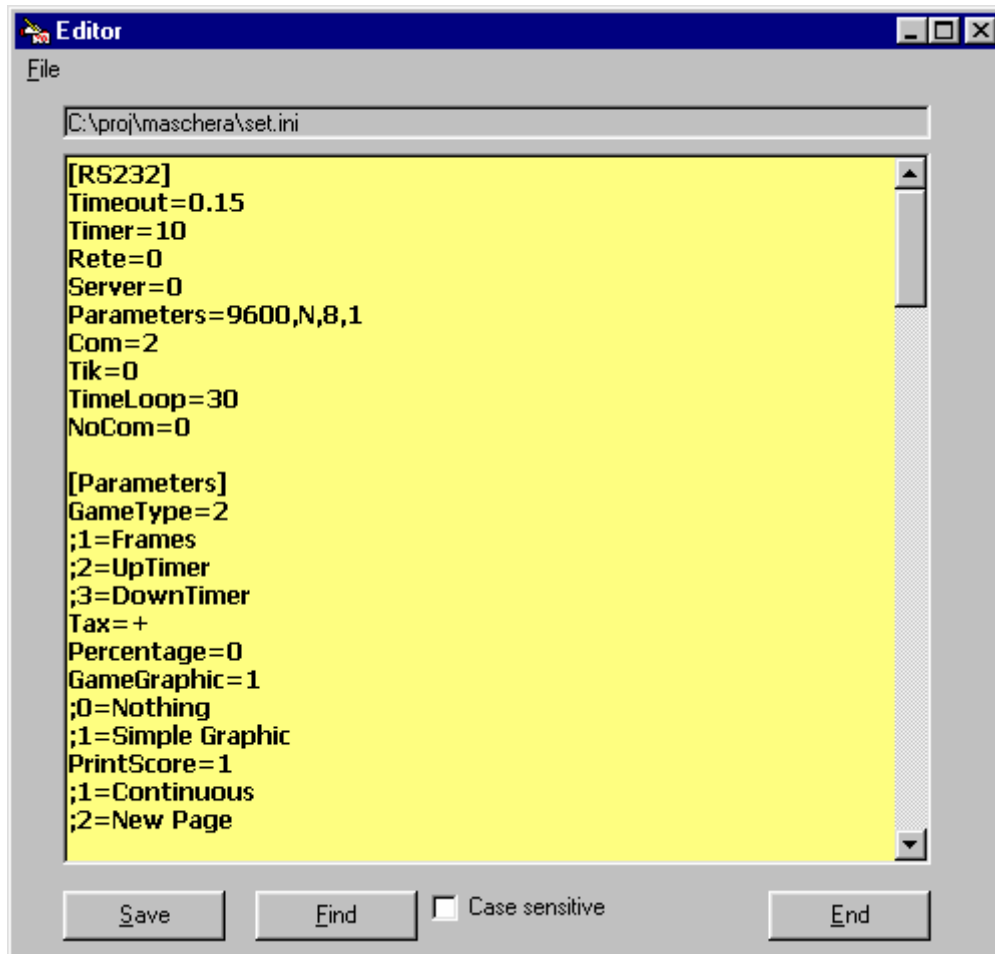 Editor
File
C:\proj\maschera\set.ini
[RS232]
Timeout=0.15
Timer=10
Rete=0
Server=0
Parameters=9600,N,8,1
Com=2
Tik=0
TimeLoop=30
NoCom=0
[Parameters]
GameType=2
;1=Frames
;2=UpTimer
;3=DownTimer
Tax=+
Percentage=0
GameGraphic=1
;0=Nothing
;1=Simple Graphic
PrintScore=1
;1=Continuous
;2=New Page
Save Find Case sensitive End